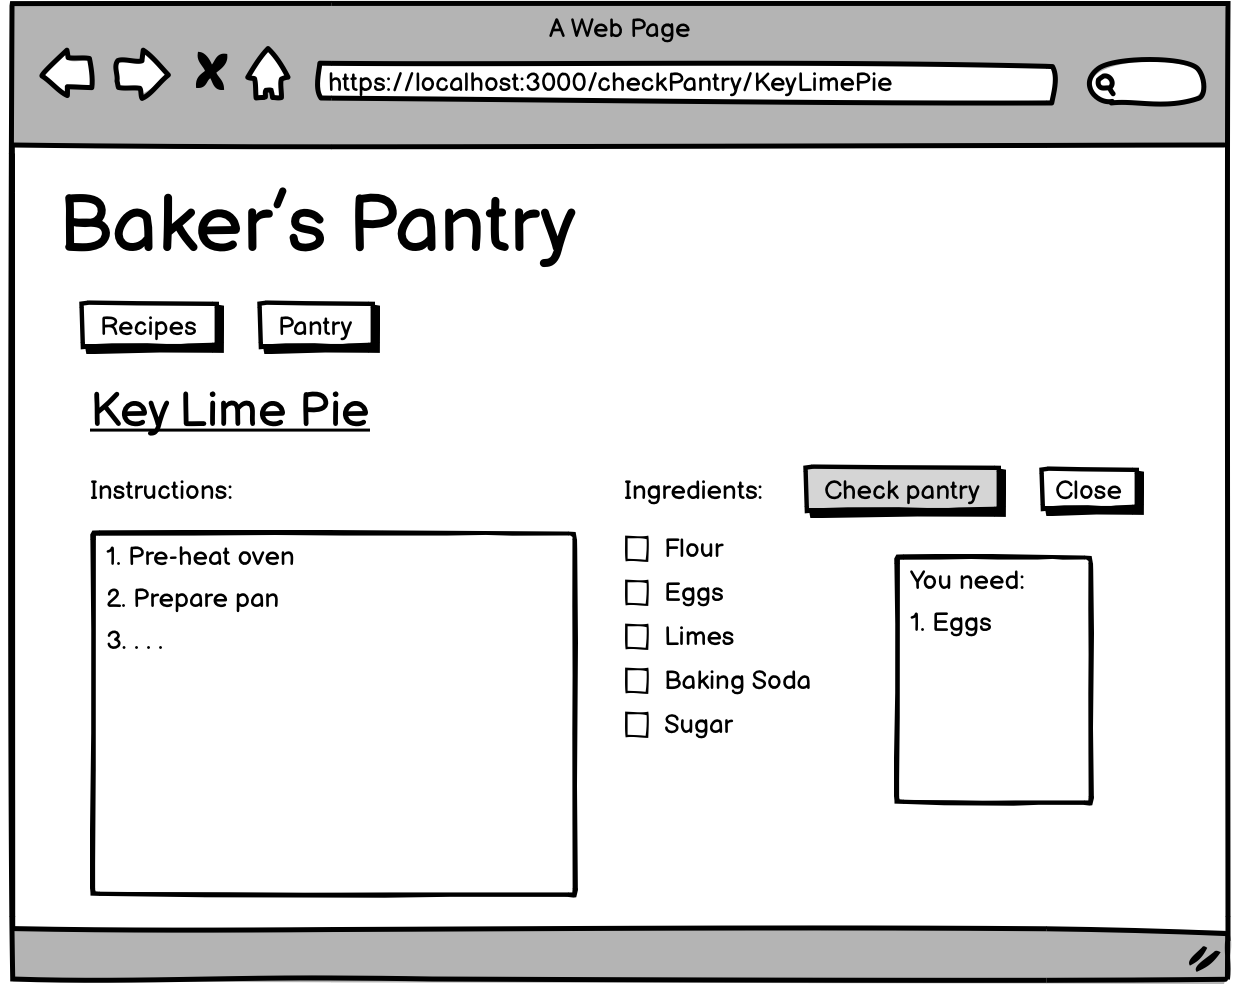 A Web Page
https://localhost:3000/checkPantry/KeyLimePie
Baker's Pantry
Recipes
Pantry
Key Lime Pie
Instructions:
1. Pre-heat oven
2. Prepare pan
3. . . .
Ingredients:
Check pantry
Close
Flour
Eggs
Limes
Baking Soda
Sugar
You need:
1. Eggs